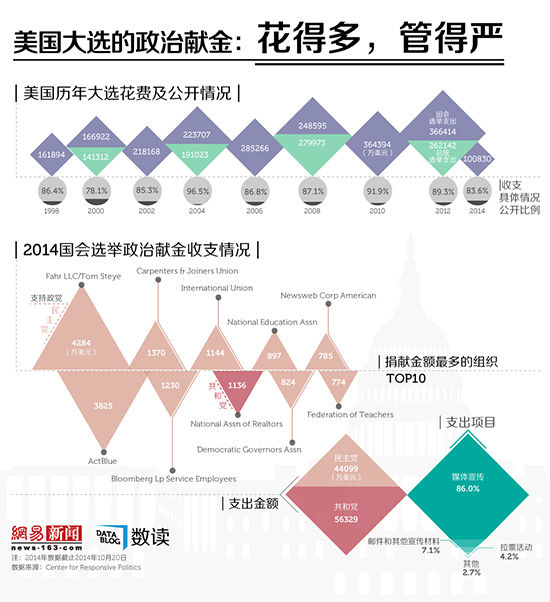 美国大选的政治献金：花得多，管得严
美国历年大选花费及公开情况
161894
166922
141312
218168
223707
191023
285266
248595
279973
364394
(万美元)
国会
选举支出
366414
262142
总统
选举支出
100830
86.4%
78.1%
85.3%
96.5%
86.8%
87.1%
91.9%
89.3%
83.6%
收支
具体情况
公开比例
1998
2000
2002
2004
2006
2008
2010
2012
2014
2014国会选举政治献金收支情况
Fahr LLC/Tom Steye
Carpenter & Joiners Union
International Union
Newsweb Corp American
National Education Assn
支持政党
民主党
4284
(万美元)
1370
1144
897
785
捐献金额最多的组织
TOP10
3825
1230
共和党
1136
824
774
National Assn of Realtors
Federation of Teachers
Democratic Governors Assn
ActBlue
Bloomberg Lp Service Employees
支出项目
民主党
44099
(万美元)
媒体宣传
86.0%
支出金额
共和党
56329
邮件和其他宣传材料
7.1%
拉票活动
4.2%
其他
2.7%
網易 新闻
news.163.com
DATA
BLOG
数读
注：2014年数据截止2014年10月20日
数据来源：Center for Responsive Politics